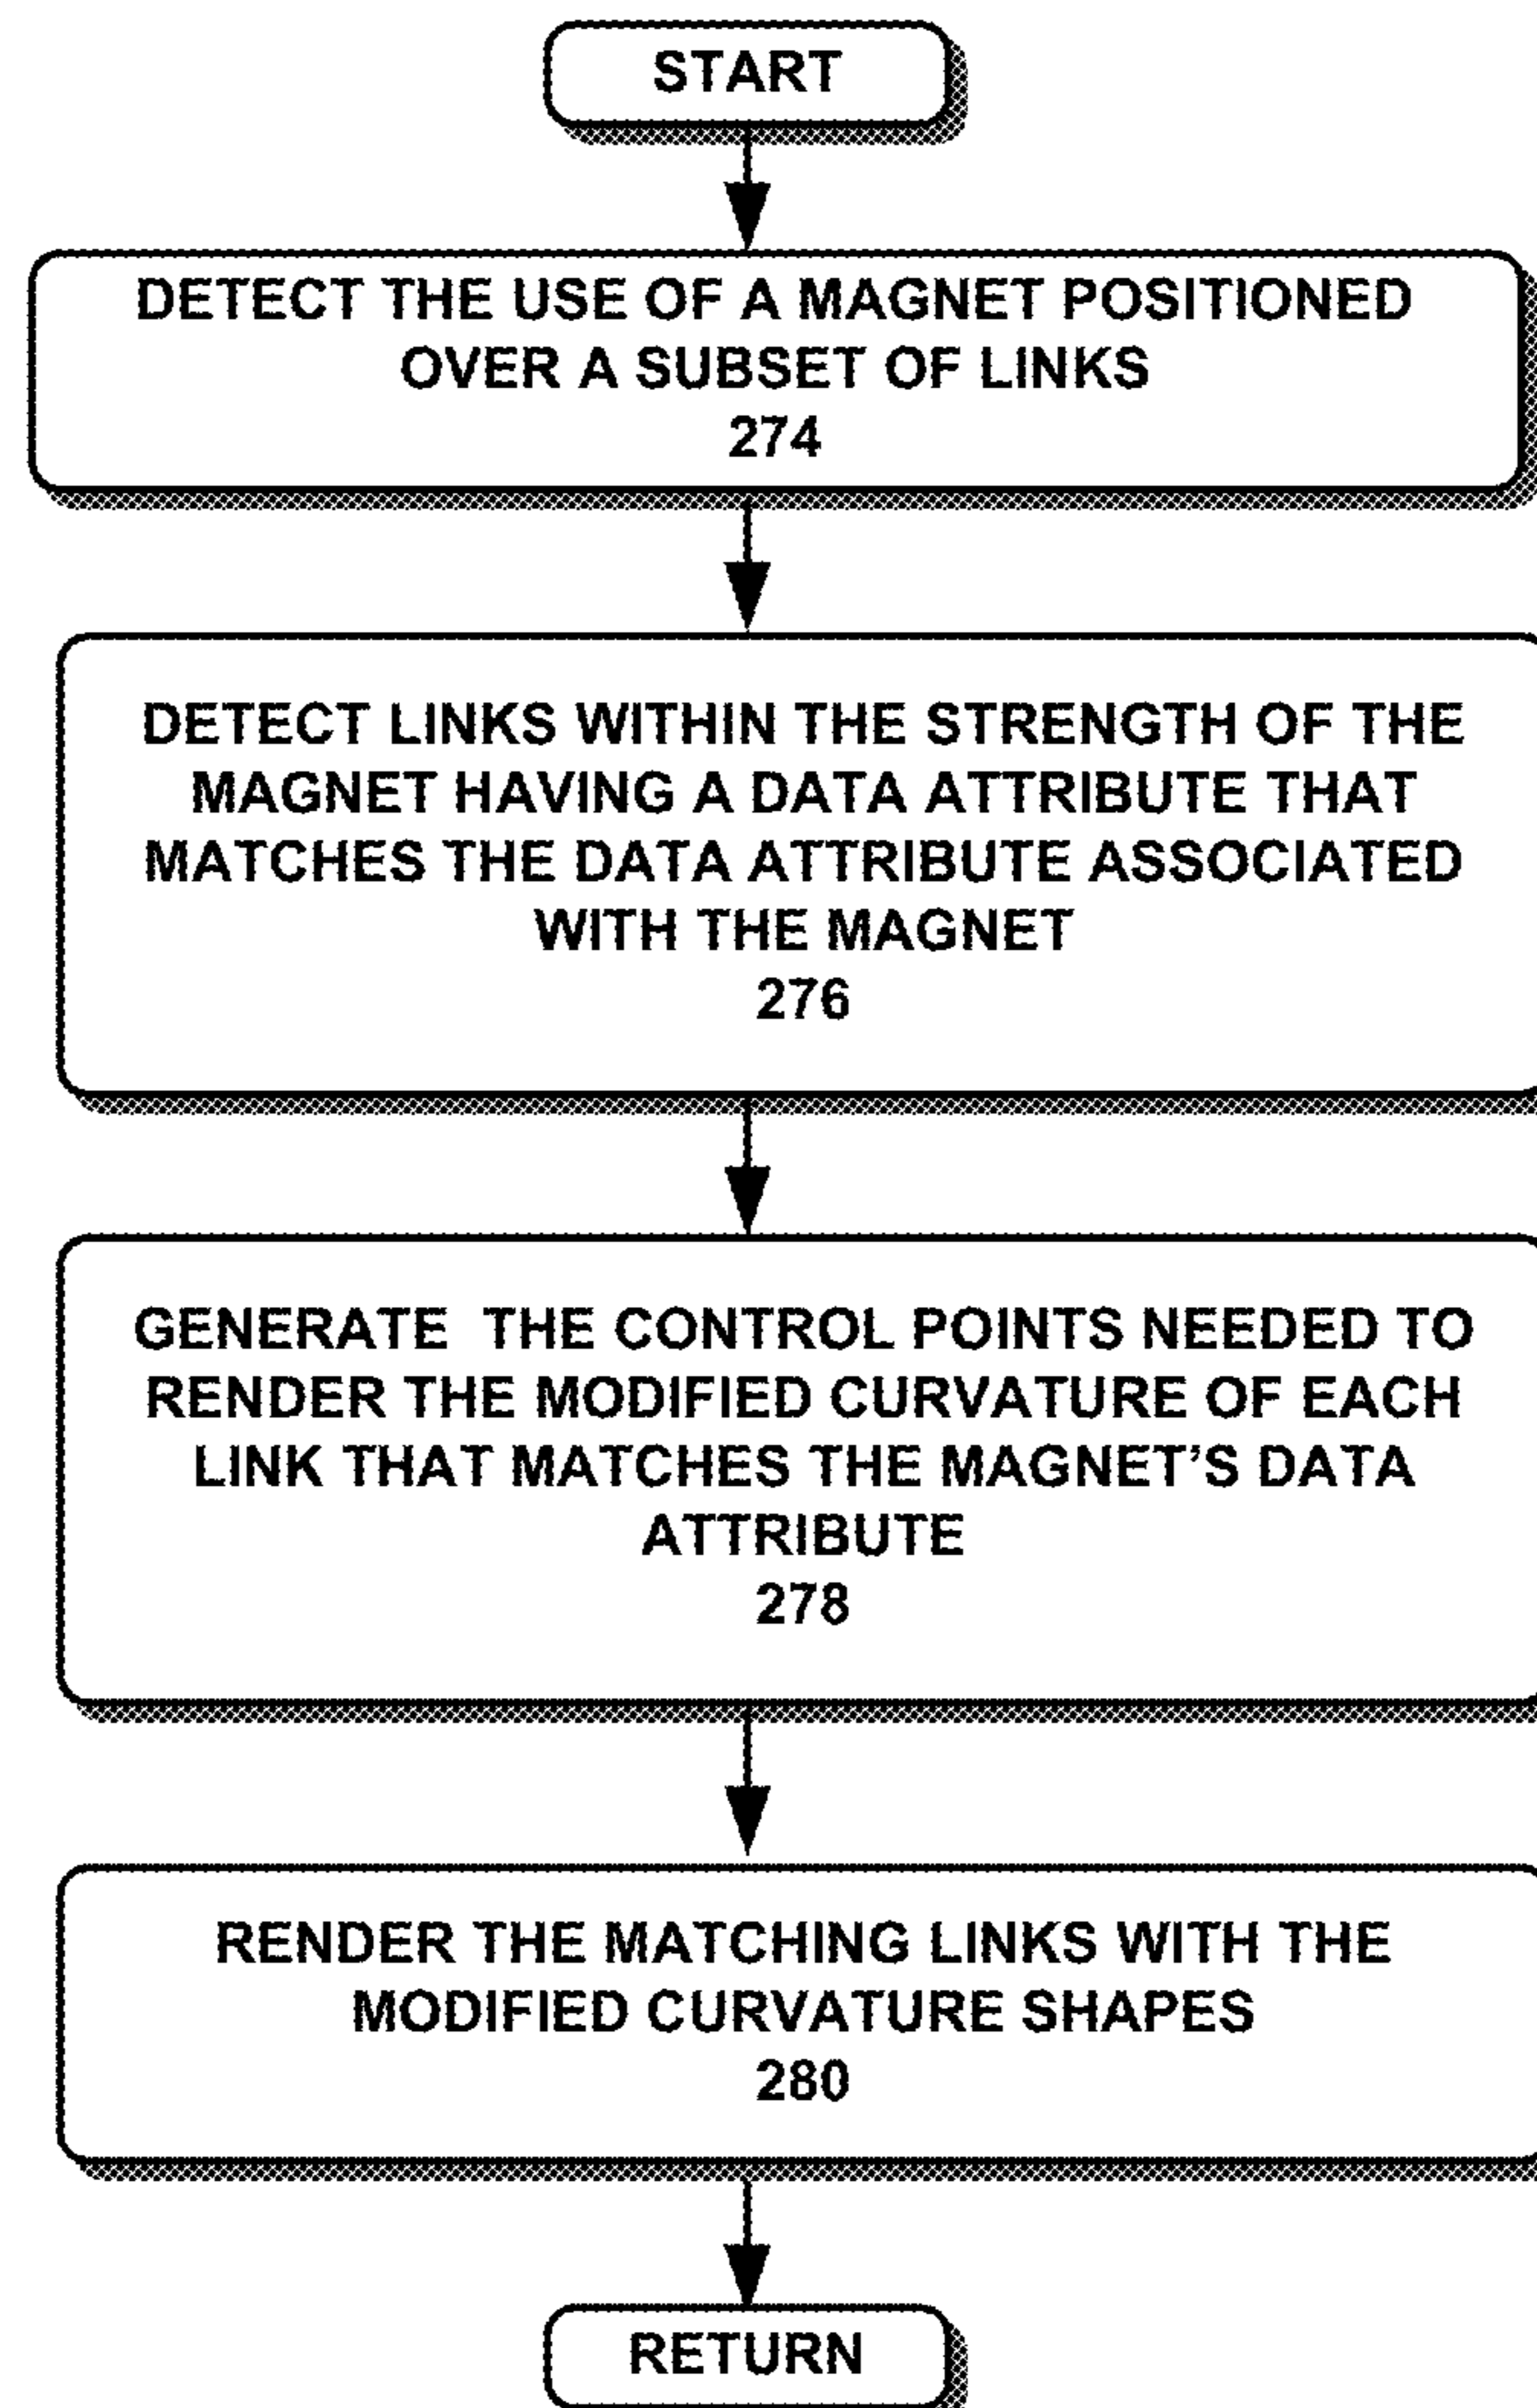 START
DETECT THE USE OF A MAGNET POSITIONED
OVER A SUBSET OF LINKS
274
DETECT LINKS WITHIN THE STRENGTH OF THE
MAGNET HAVING A DATA ATTRIBUTE THAT
MATCHES THE DATA ATTRIBUTE ASSOCIATED
WITH THE MAGNET
276
GENERATE THE CONTROL POINTS NEEDED TO
RENDER THE MODIFIED CURVATURE OF EACH
LINK THAT MATCHES THE MAGNET’S DATA
ATTRIBUTE
278
RENDER THE MATCHING LINKS WITH THE
MODIFIED CURVATURE SHAPES
280
RETURN